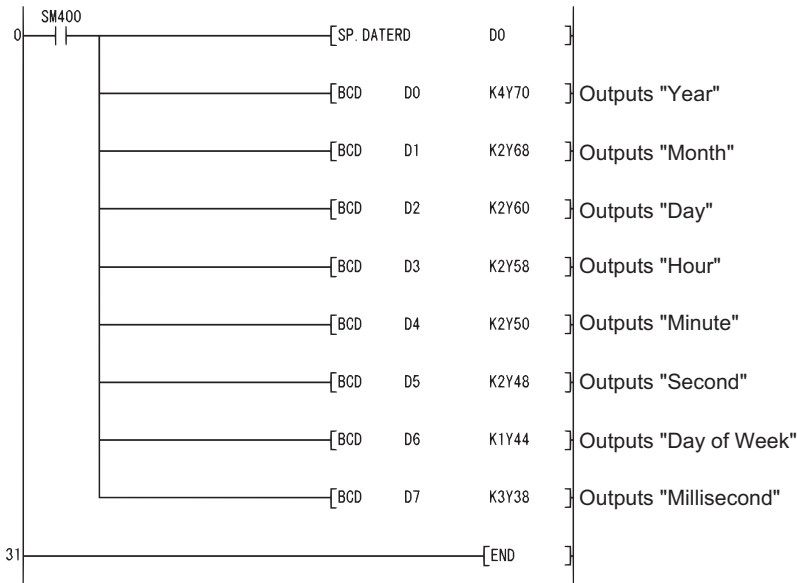 SM400
0 SP.DATERD D0
BCD D0 K4Y70 Outputs "Year"
BCD D1 K2Y68 Outputs "Month"
BCD D2 K2Y60 Outputs "Day"
BCD D3 K2Y58 Outputs "Hour"
BCD D4 K2Y50 Outputs "Minute"
BCD D5 K2Y48 Outputs "Second"
BCD D6 K1Y44 Outputs "Day of Week"
BCD D7 K3Y38 Outputs "Millisecond"
31 END